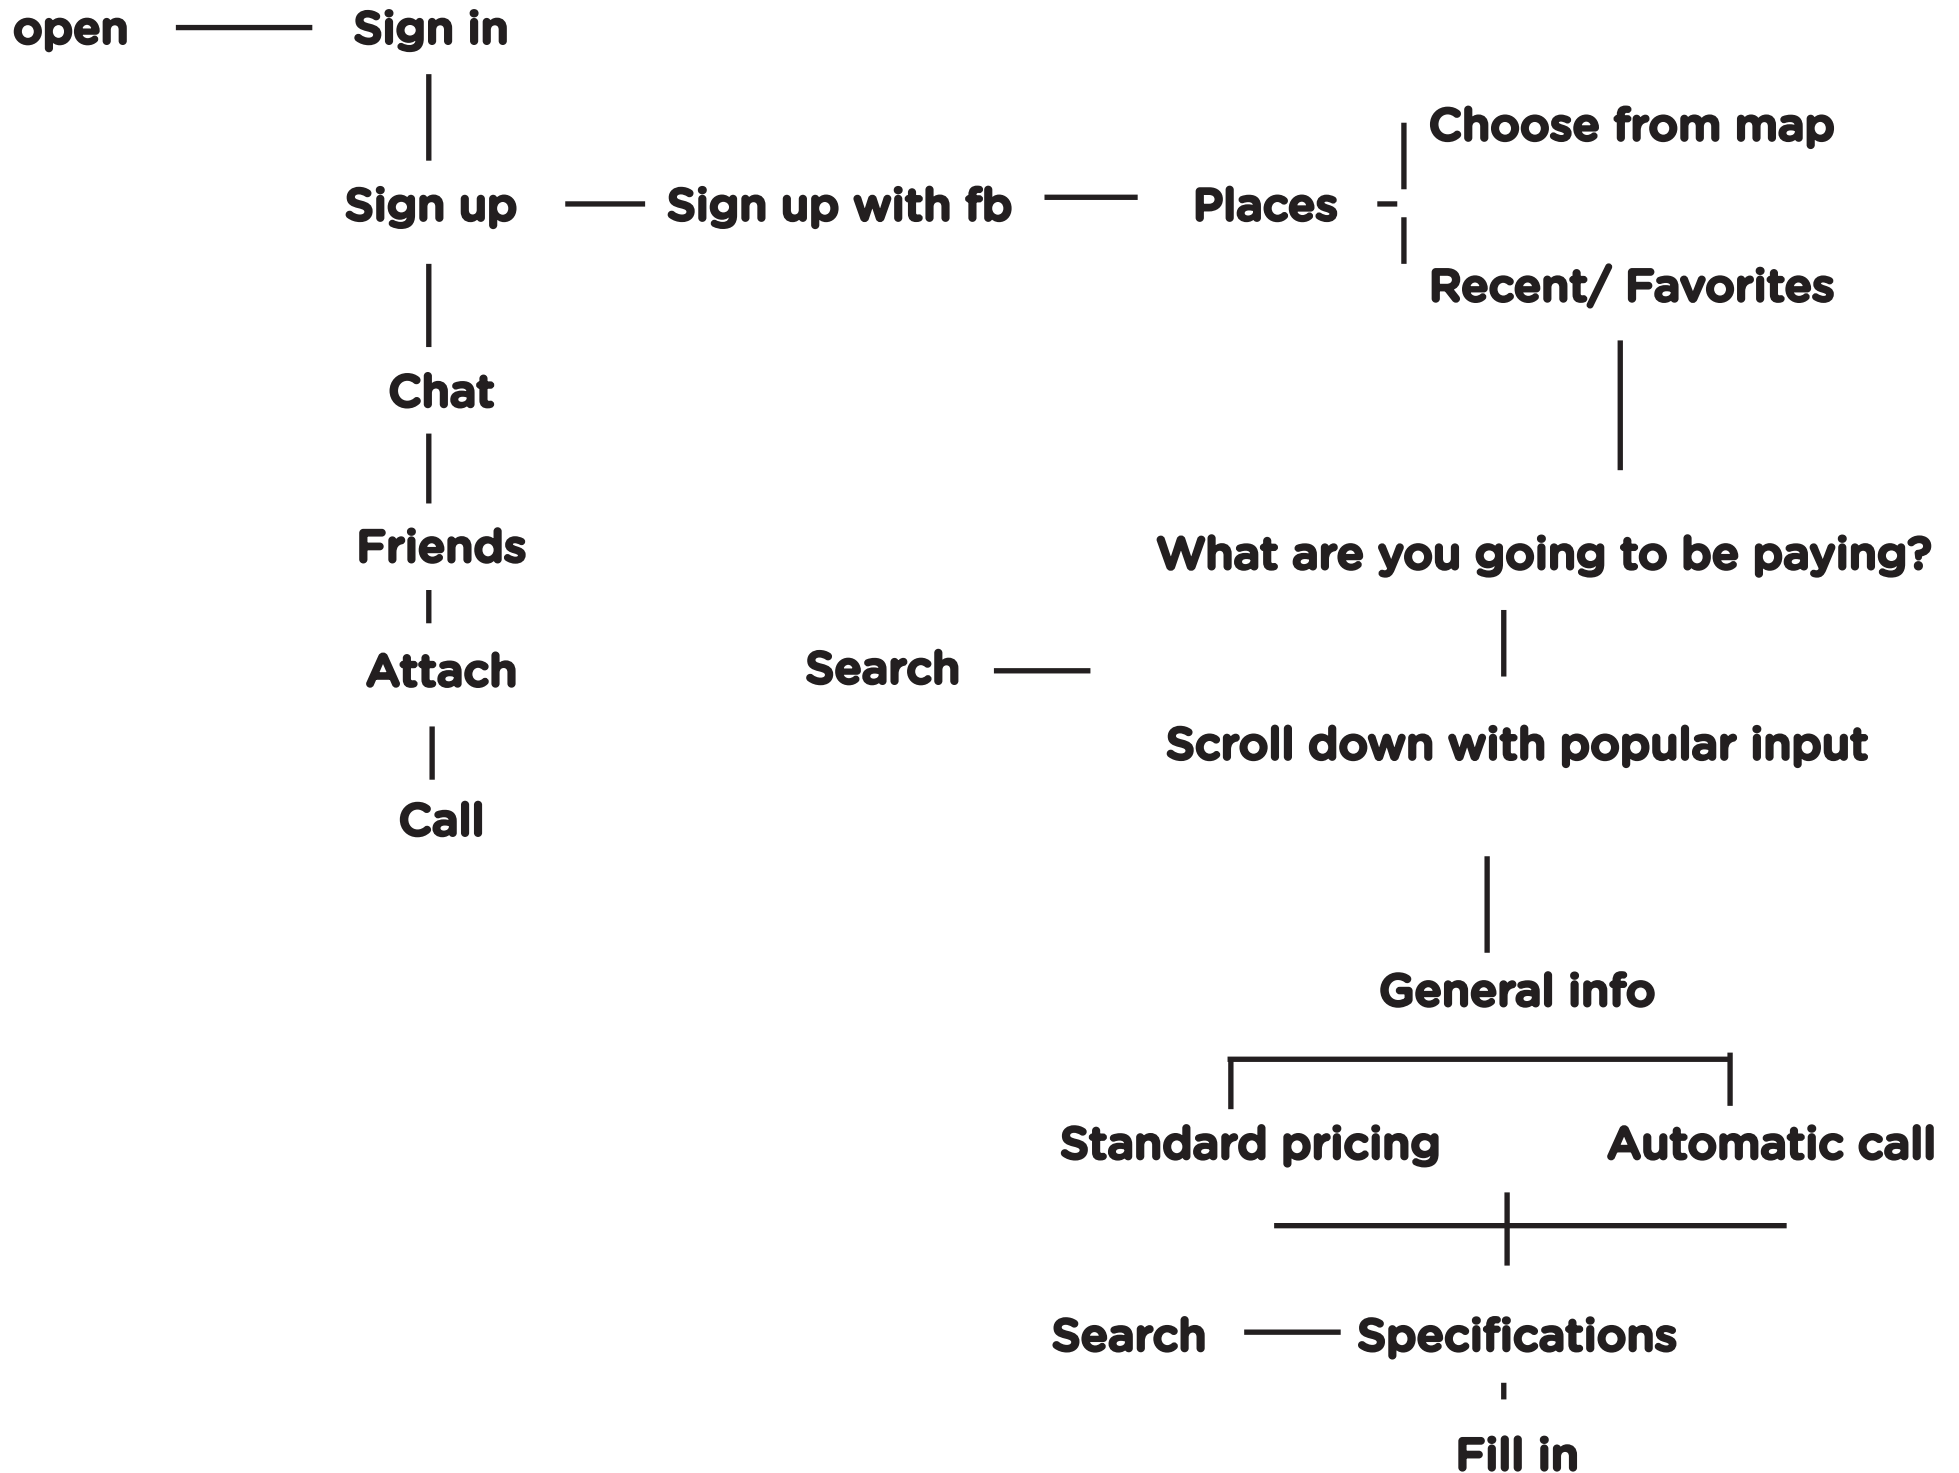 open
Sign in
Choose from map
Sign up
Sign up with fb
Places
Recent/ Favorites
Chat
Friends
What are you going to be paying?
Attach
Search
Scroll down with popular input
Call
General info
Standard pricing
Automatic call
Search
Specifications
Fill in